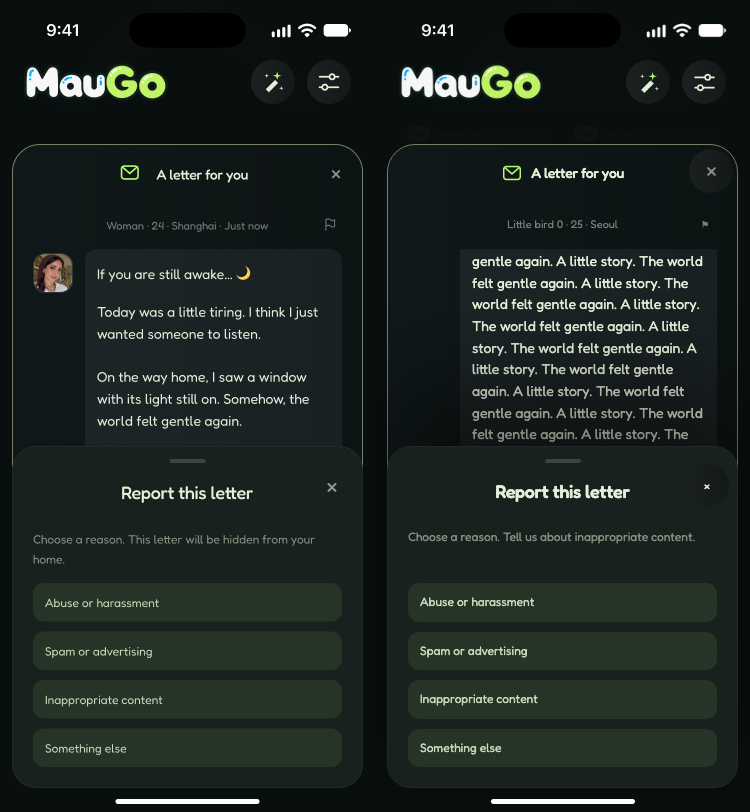 9:41
MauGo
A letter for you
Woman · 24 · Shanghai · Just now
If you are still awake... 🌙
Today was a little tiring. I think I just
wanted someone to listen.
On the way home, I saw a window
with its light still on. Somehow, the
world felt gentle again.
Report this letter
Choose a reason. This letter will be hidden from your
home.
Abuse or harassment
Spam or advertising
Inappropriate content
Something else
9:41
MauGo
A letter for you
Little bird 0 · 25 · Seoul
gentle again. A little story. The world
felt gentle again. A little story. The
world felt gentle again. A little story.
The world felt gentle again. A little
story. The world felt gentle again. A
little story. The world felt gentle
again. A little story. The world felt
gentle again. A little story. The world
felt gentle again. A little story. The
Report this letter
Choose a reason. Tell us about inappropriate content.
Abuse or harassment
Spam or advertising
Inappropriate content
Something else